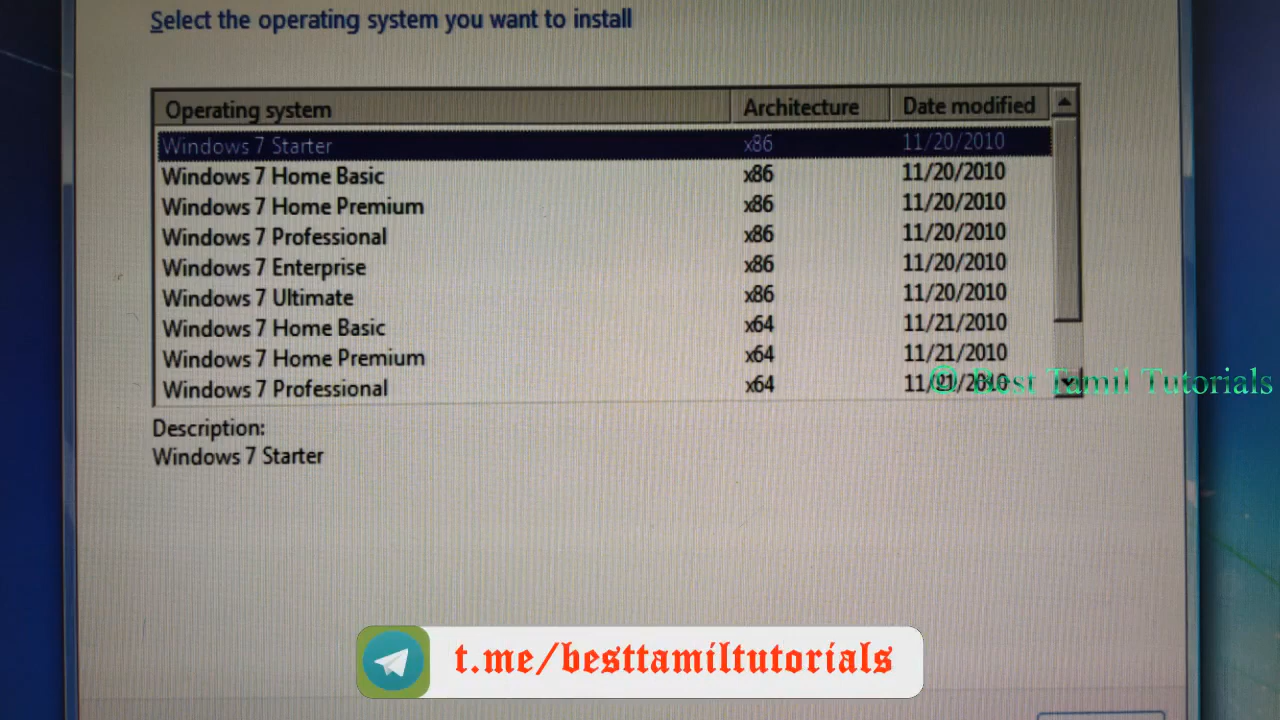 Select the operating system you want to install
Operating system Architecture Date modified
Windows 7 Starter x86 11/20/2010
Windows 7 Home Basic x86 11/20/2010
Windows 7 Home Premium x86 11/20/2010
Windows 7 Professional x86 11/20/2010
Windows 7 Enterprise x86 11/20/2010
Windows 7 Ultimate x86 11/20/2010
Windows 7 Home Basic x64 11/21/2010
Windows 7 Home Premium x64 11/21/2010
Windows 7 Professional x64 11/21/2010
© Best Tamil Tutorials
Description:
Windows 7 Starter
t.me/besttamiltutorials